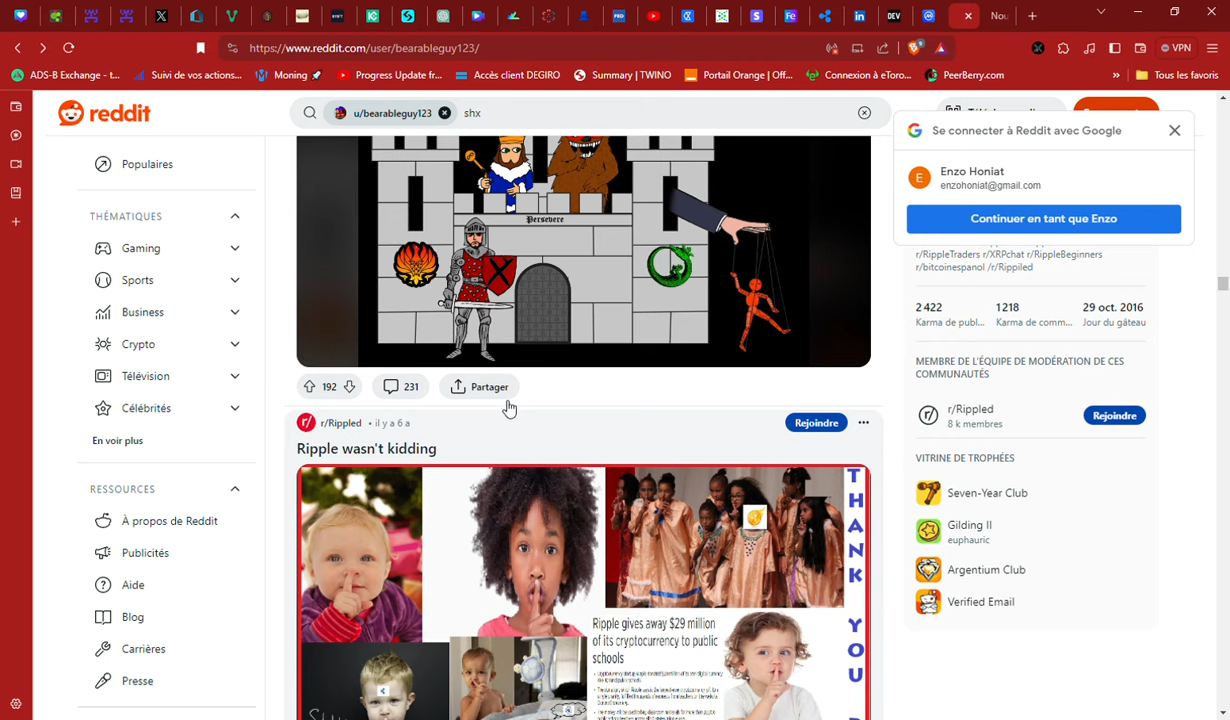 Nou
https://www.reddit.com/user/bearableguy123/
VPN
ADS-B Exchange - t...
Suivi de vos actions...
Moning
Progress Update fr...
Accès client DEGIRO
Summary | TWINO
Portail Orange | Off...
Connexion à eToro...
PeerBerry.com
»
Tous les favoris
reddit
u/bearableguy123
shx
Se connecter à Reddit avec Google
Enzo Honiat
enzohoniat@gmail.com
Continuer en tant que Enzo
Populaires
THÉMATIQUES
Gaming
Sports
Business
Crypto
Télévision
Célébrités
En voir plus
RESSOURCES
À propos de Reddit
Publicités
Aide
Blog
Carrières
Presse
Persevere
192
231
Partager
r/Rippled • il y a 6 a
Rejoindre
Ripple wasn't kidding
THANK
YOU
Ripple gives away $29 million
of its cryptocurrency to public
schools
r/RippleTraders r/XRPchat r/RippleBeginners
r/bitcoinespanol /r/Rippiled
2 422
1 218
29 oct. 2016
Karma de publ...
Karma de comm...
Jour du gâteau
MEMBRE DE L'ÉQUIPE DE MODÉRATION DE CES
COMMUNAUTÉS
r/Rippled
8 k membres
Rejoindre
VITRINE DE TROPHÉES
Seven-Year Club
Gilding II
euphauric
Argentium Club
Verified Email